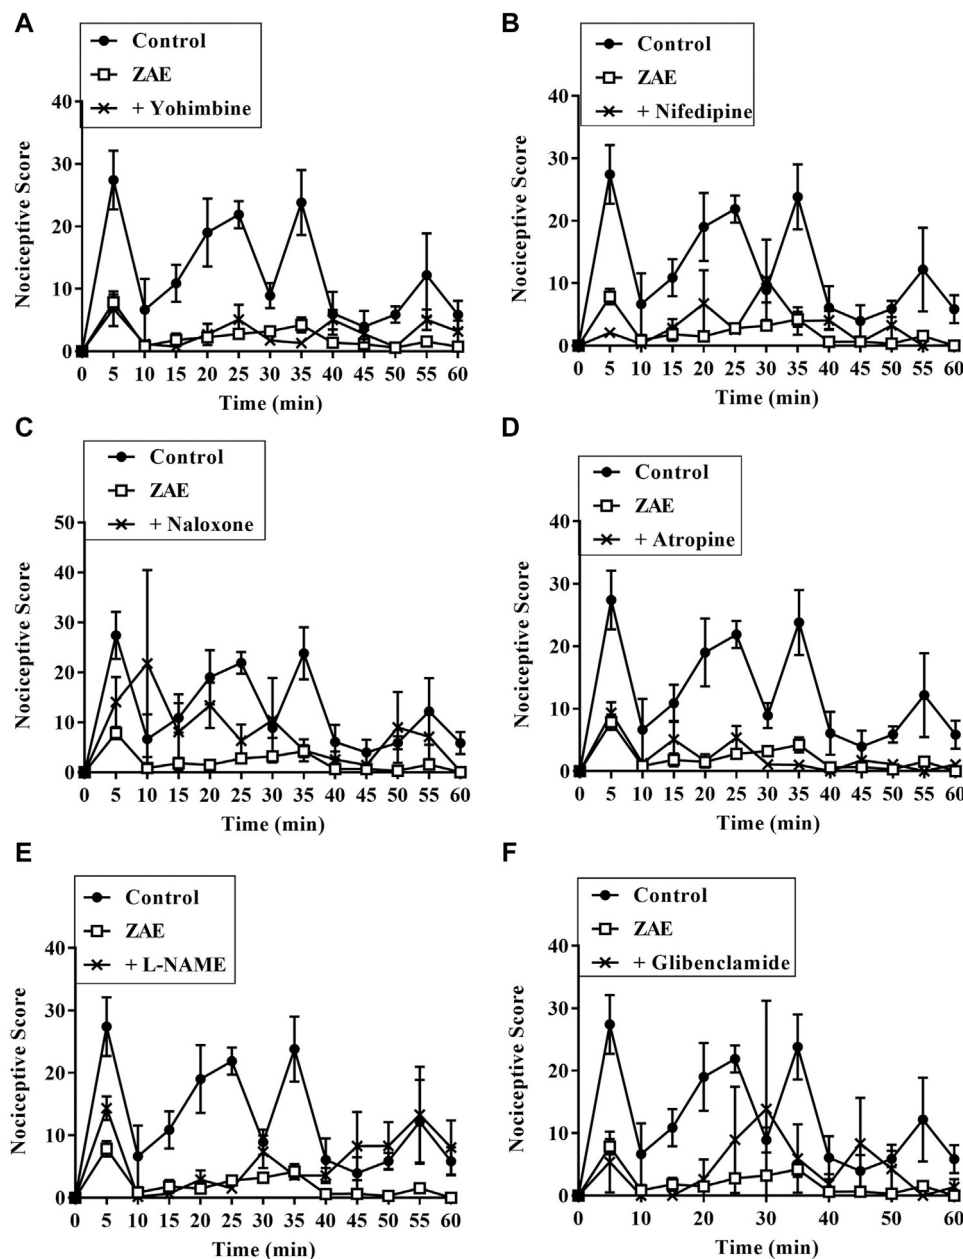 A
Control
ZAE
+ Yohimbine
Nociceptive Score
40
30
20
10
0
0 5 10 15 20 25 30 35 40 45 50 55 60
Time (min)
B
Control
ZAE
+ Nifedipine
Nociceptive Score
40
30
20
10
0
0 5 10 15 20 25 30 35 40 45 50 55 60
Time (min)
C
Control
ZAE
+ Naloxone
Nociceptive Score
50
40
30
20
10
0
0 5 10 15 20 25 30 35 40 45 50 55 60
Time (min)
D
Control
ZAE
+ Atropine
Nociceptive Score
40
30
20
10
0
0 5 10 15 20 25 30 35 40 45 50 55 60
Time (min)
E
Control
ZAE
+ L-NAME
Nociceptive Score
40
30
20
10
0
0 5 10 15 20 25 30 35 40 45 50 55 60
Time (min)
F
Control
ZAE
+ Glibenclamide
Nociceptive Score
40
30
20
10
0
0 5 10 15 20 25 30 35 40 45 50 55 60
Time (min)